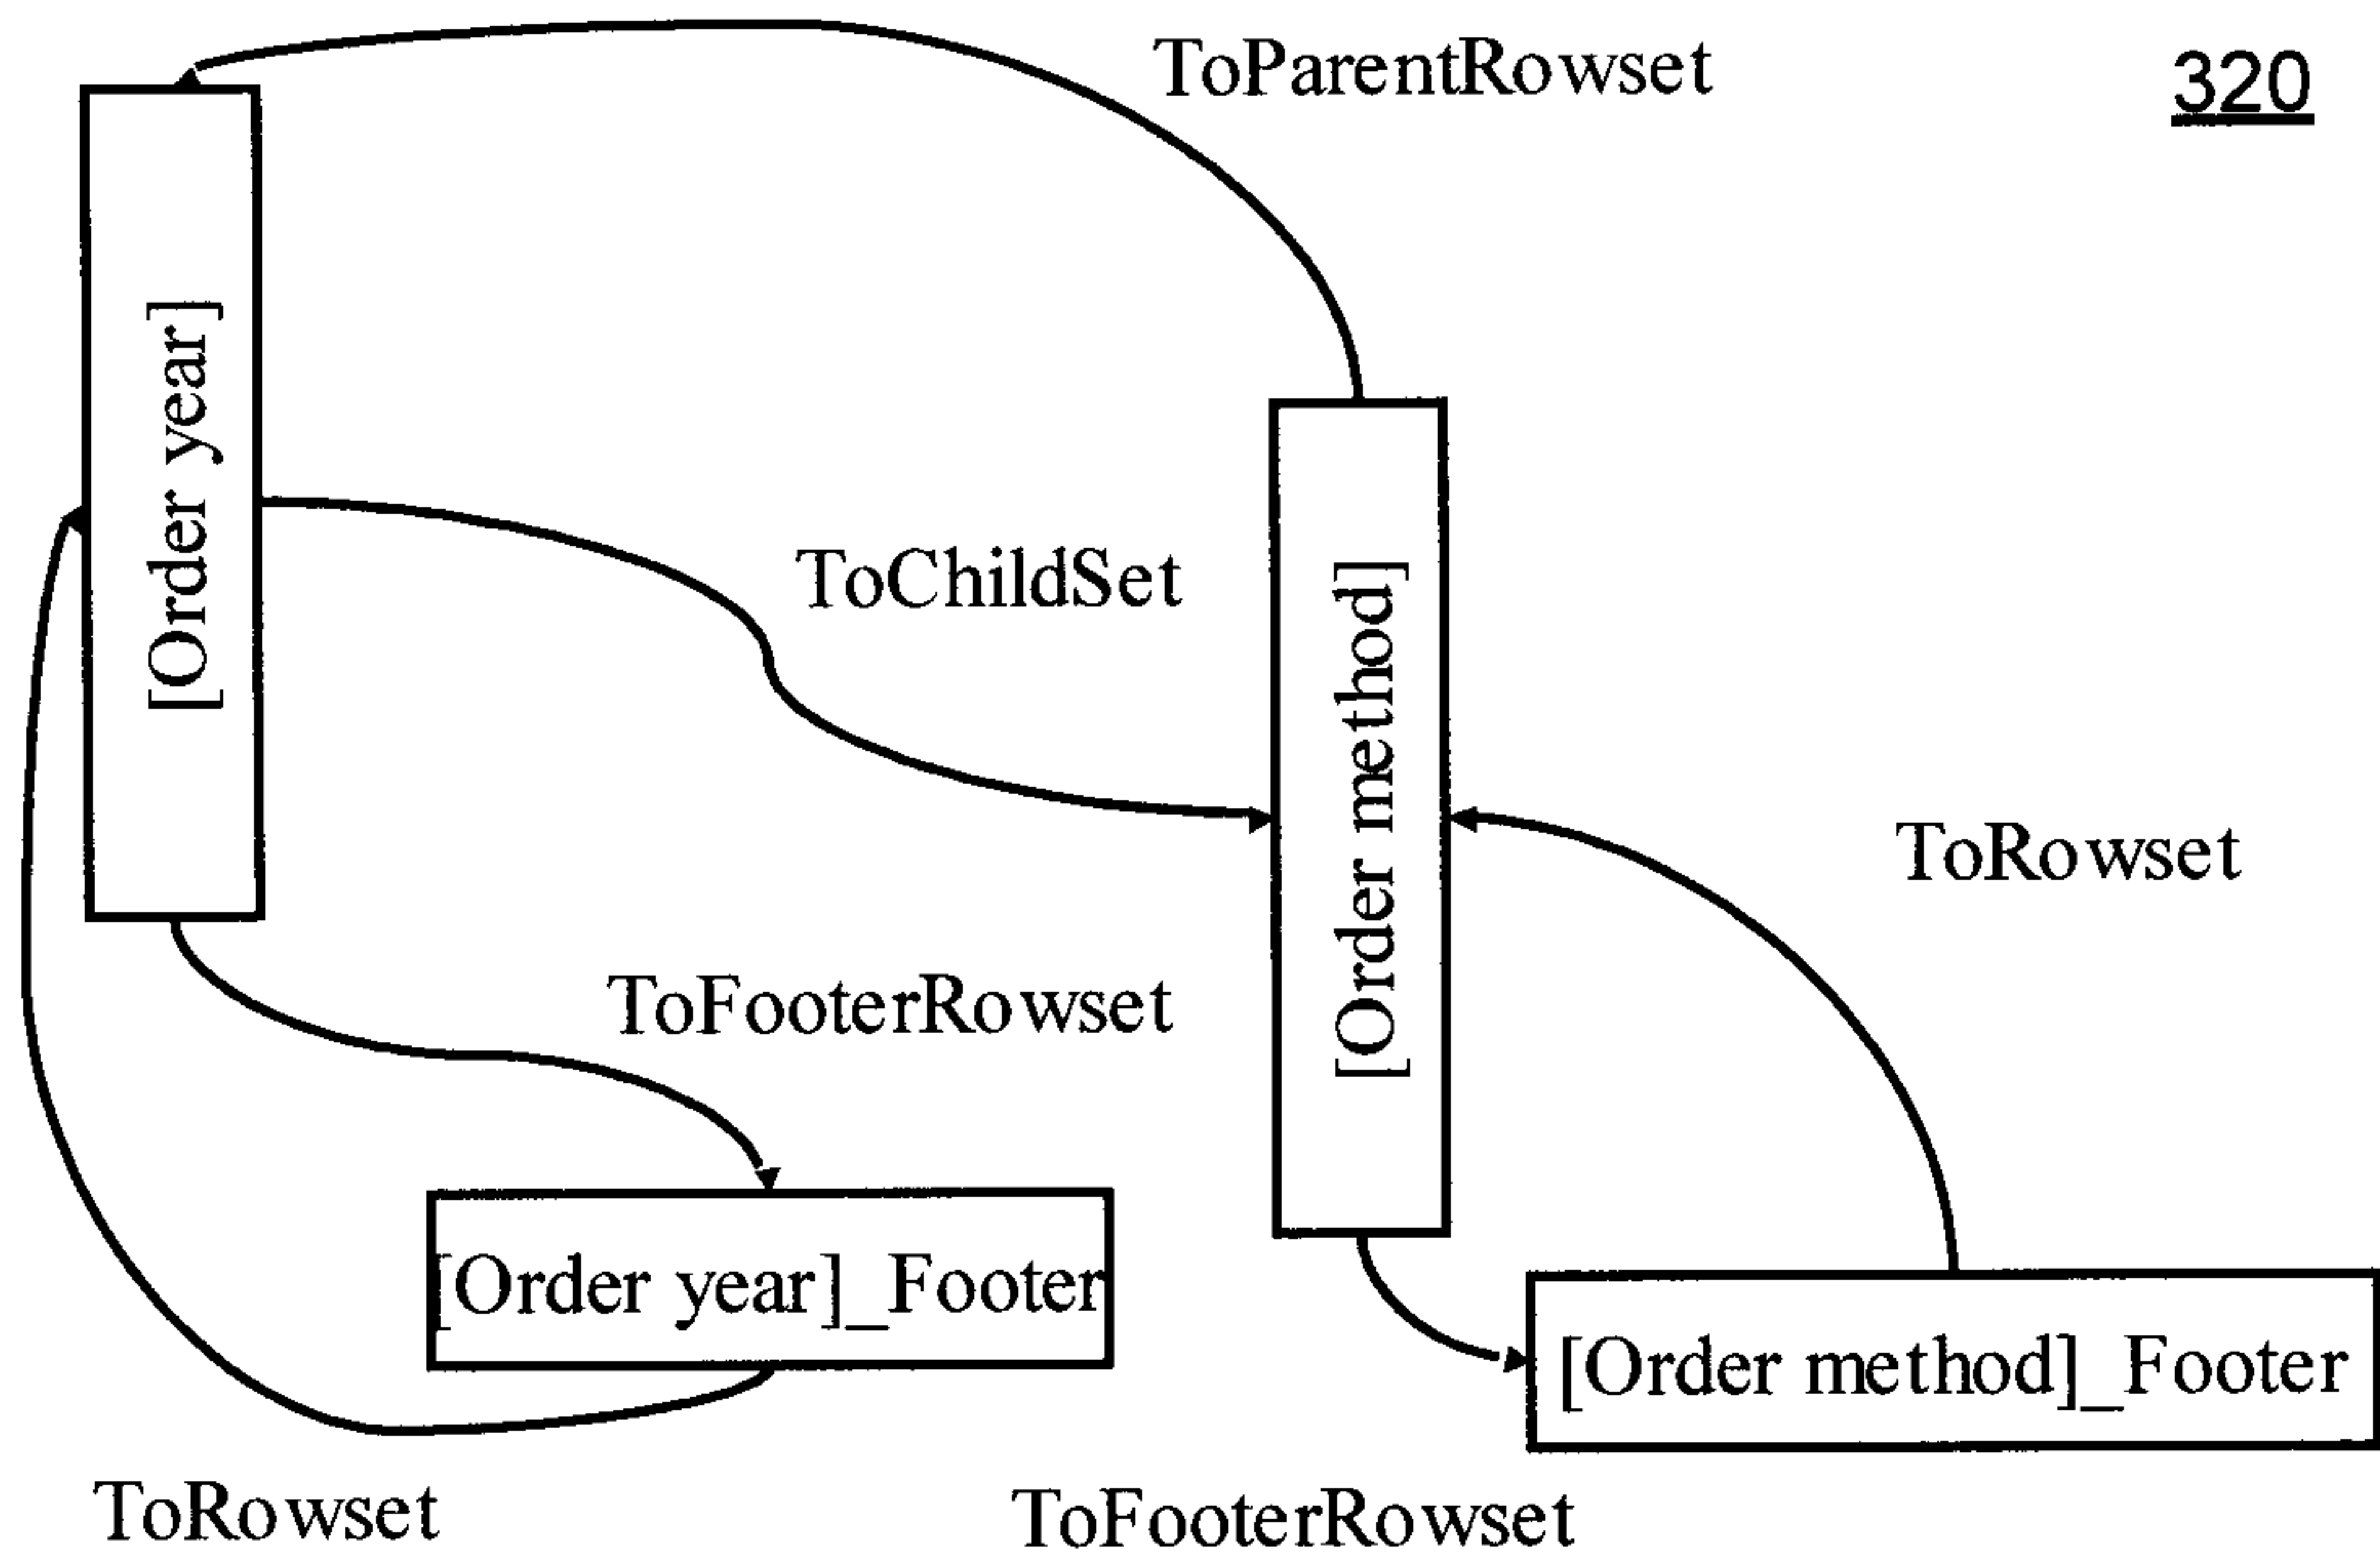 ToParentRowset
320
[Order year]
ToChildSet
[Order method]
ToRowset
ToFooterRowset
[Order year]_Footer
[Order method]_Footer
ToRowset
ToFooterRowset